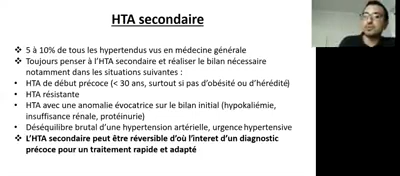 HTA secondaire
❖ 5 à 10% de tous les hypertendus vus en médecine générale
❖ Toujours penser à l'HTA secondaire et réaliser le bilan nécessaire
notamment dans les situations suivantes :
• HTA de début précoce (< 30 ans, surtout si pas d'obésité ou d'hérédité)
• HTA résistante
• HTA avec une anomalie évocatrice sur le bilan initial (hypokaliémie,
insuffisance rénale, protéinurie)
• Déséquilibre brutal d'une hypertension artérielle, urgence hypertensive
❖ L'HTA secondaire peut être réversible d'où l'interet d'un diagnostic
précoce pour un traitement rapide et adapté